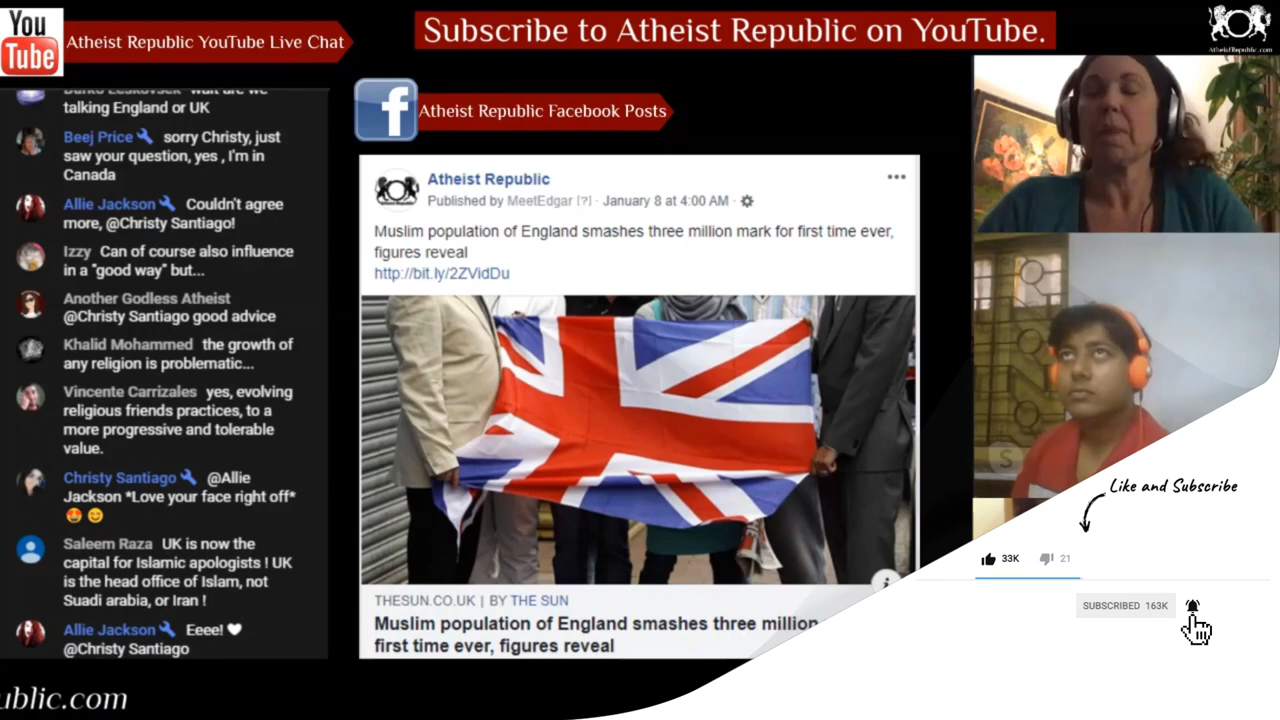 You
Tube
Atheist Republic YouTube Live Chat
Subscribe to Atheist Republic on YouTube.
AtheistRepublic.com
talking England or UK
Beej Price sorry Christy, just
saw your question, yes , I'm in
Canada
Allie Jackson Couldn't agree
more, @Christy Santiago!
Izzy Can of course also influence
in a "good way" but...
Another Godless Atheist
@Christy Santiago good advice
Khalid Mohammed the growth of
any religion is problematic...
Vincente Carrizales yes, evolving
religious friends practices, to a
more progressive and tolerable
value.
Christy Santiago @Allie
Jackson *Love your face right off*
😍 😊
Saleem Raza UK is now the
capital for Islamic apologists ! UK
is the head office of Islam, not
Suadi arabia, or Iran !
Allie Jackson Eeee! 🤍
@Christy Santiago
f
Atheist Republic Facebook Posts
Atheist Republic
Published by MeetEdgar [?] · January 8 at 4:00 AM ·
Muslim population of England smashes three million mark for first time ever,
figures reveal
http://bit.ly/2ZVidDu
THESUN.CO.UK | BY THE SUN
Muslim population of England smashes three million
first time ever, figures reveal
S
Like and Subscribe
33K 21
SUBSCRIBED 163K
ublic.com